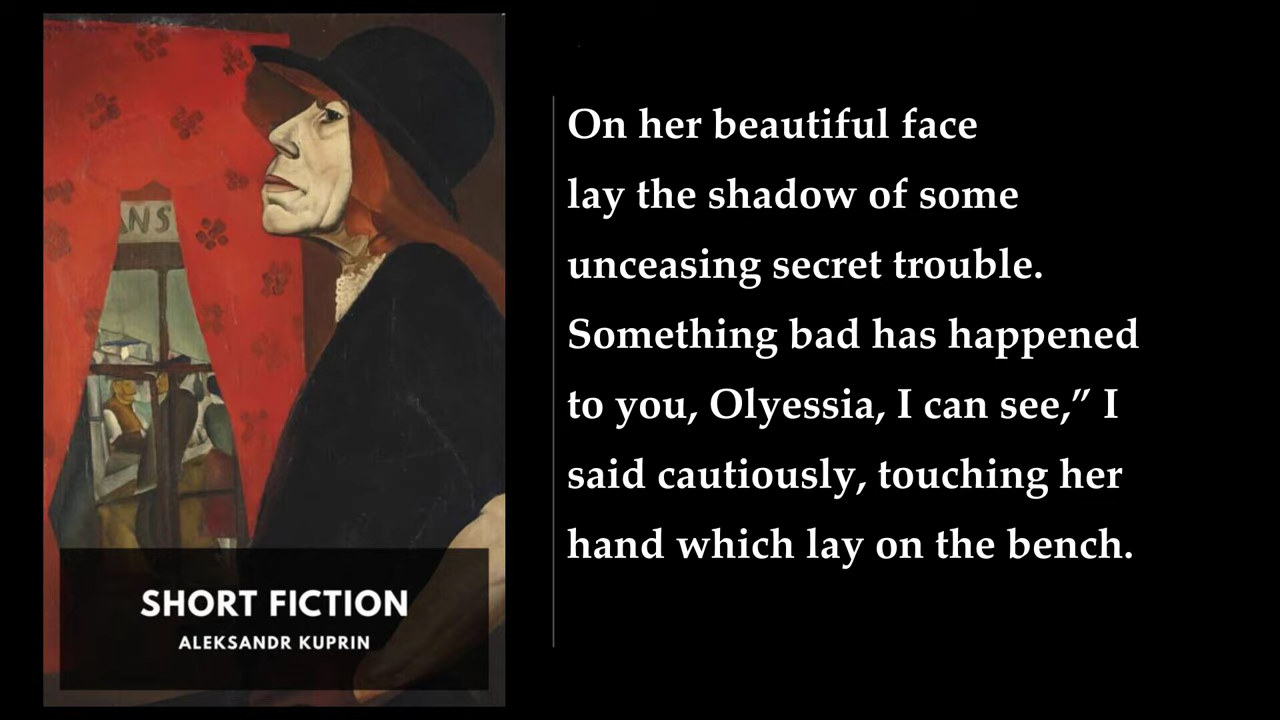 ANS
SHORT FICTION
ALEKSANDR KUPRIN
On her beautiful face
lay the shadow of some
unceasing secret trouble.
Something bad has happened
to you, Olyessia, I can see,” I
said cautiously, touching her
hand which lay on the bench.